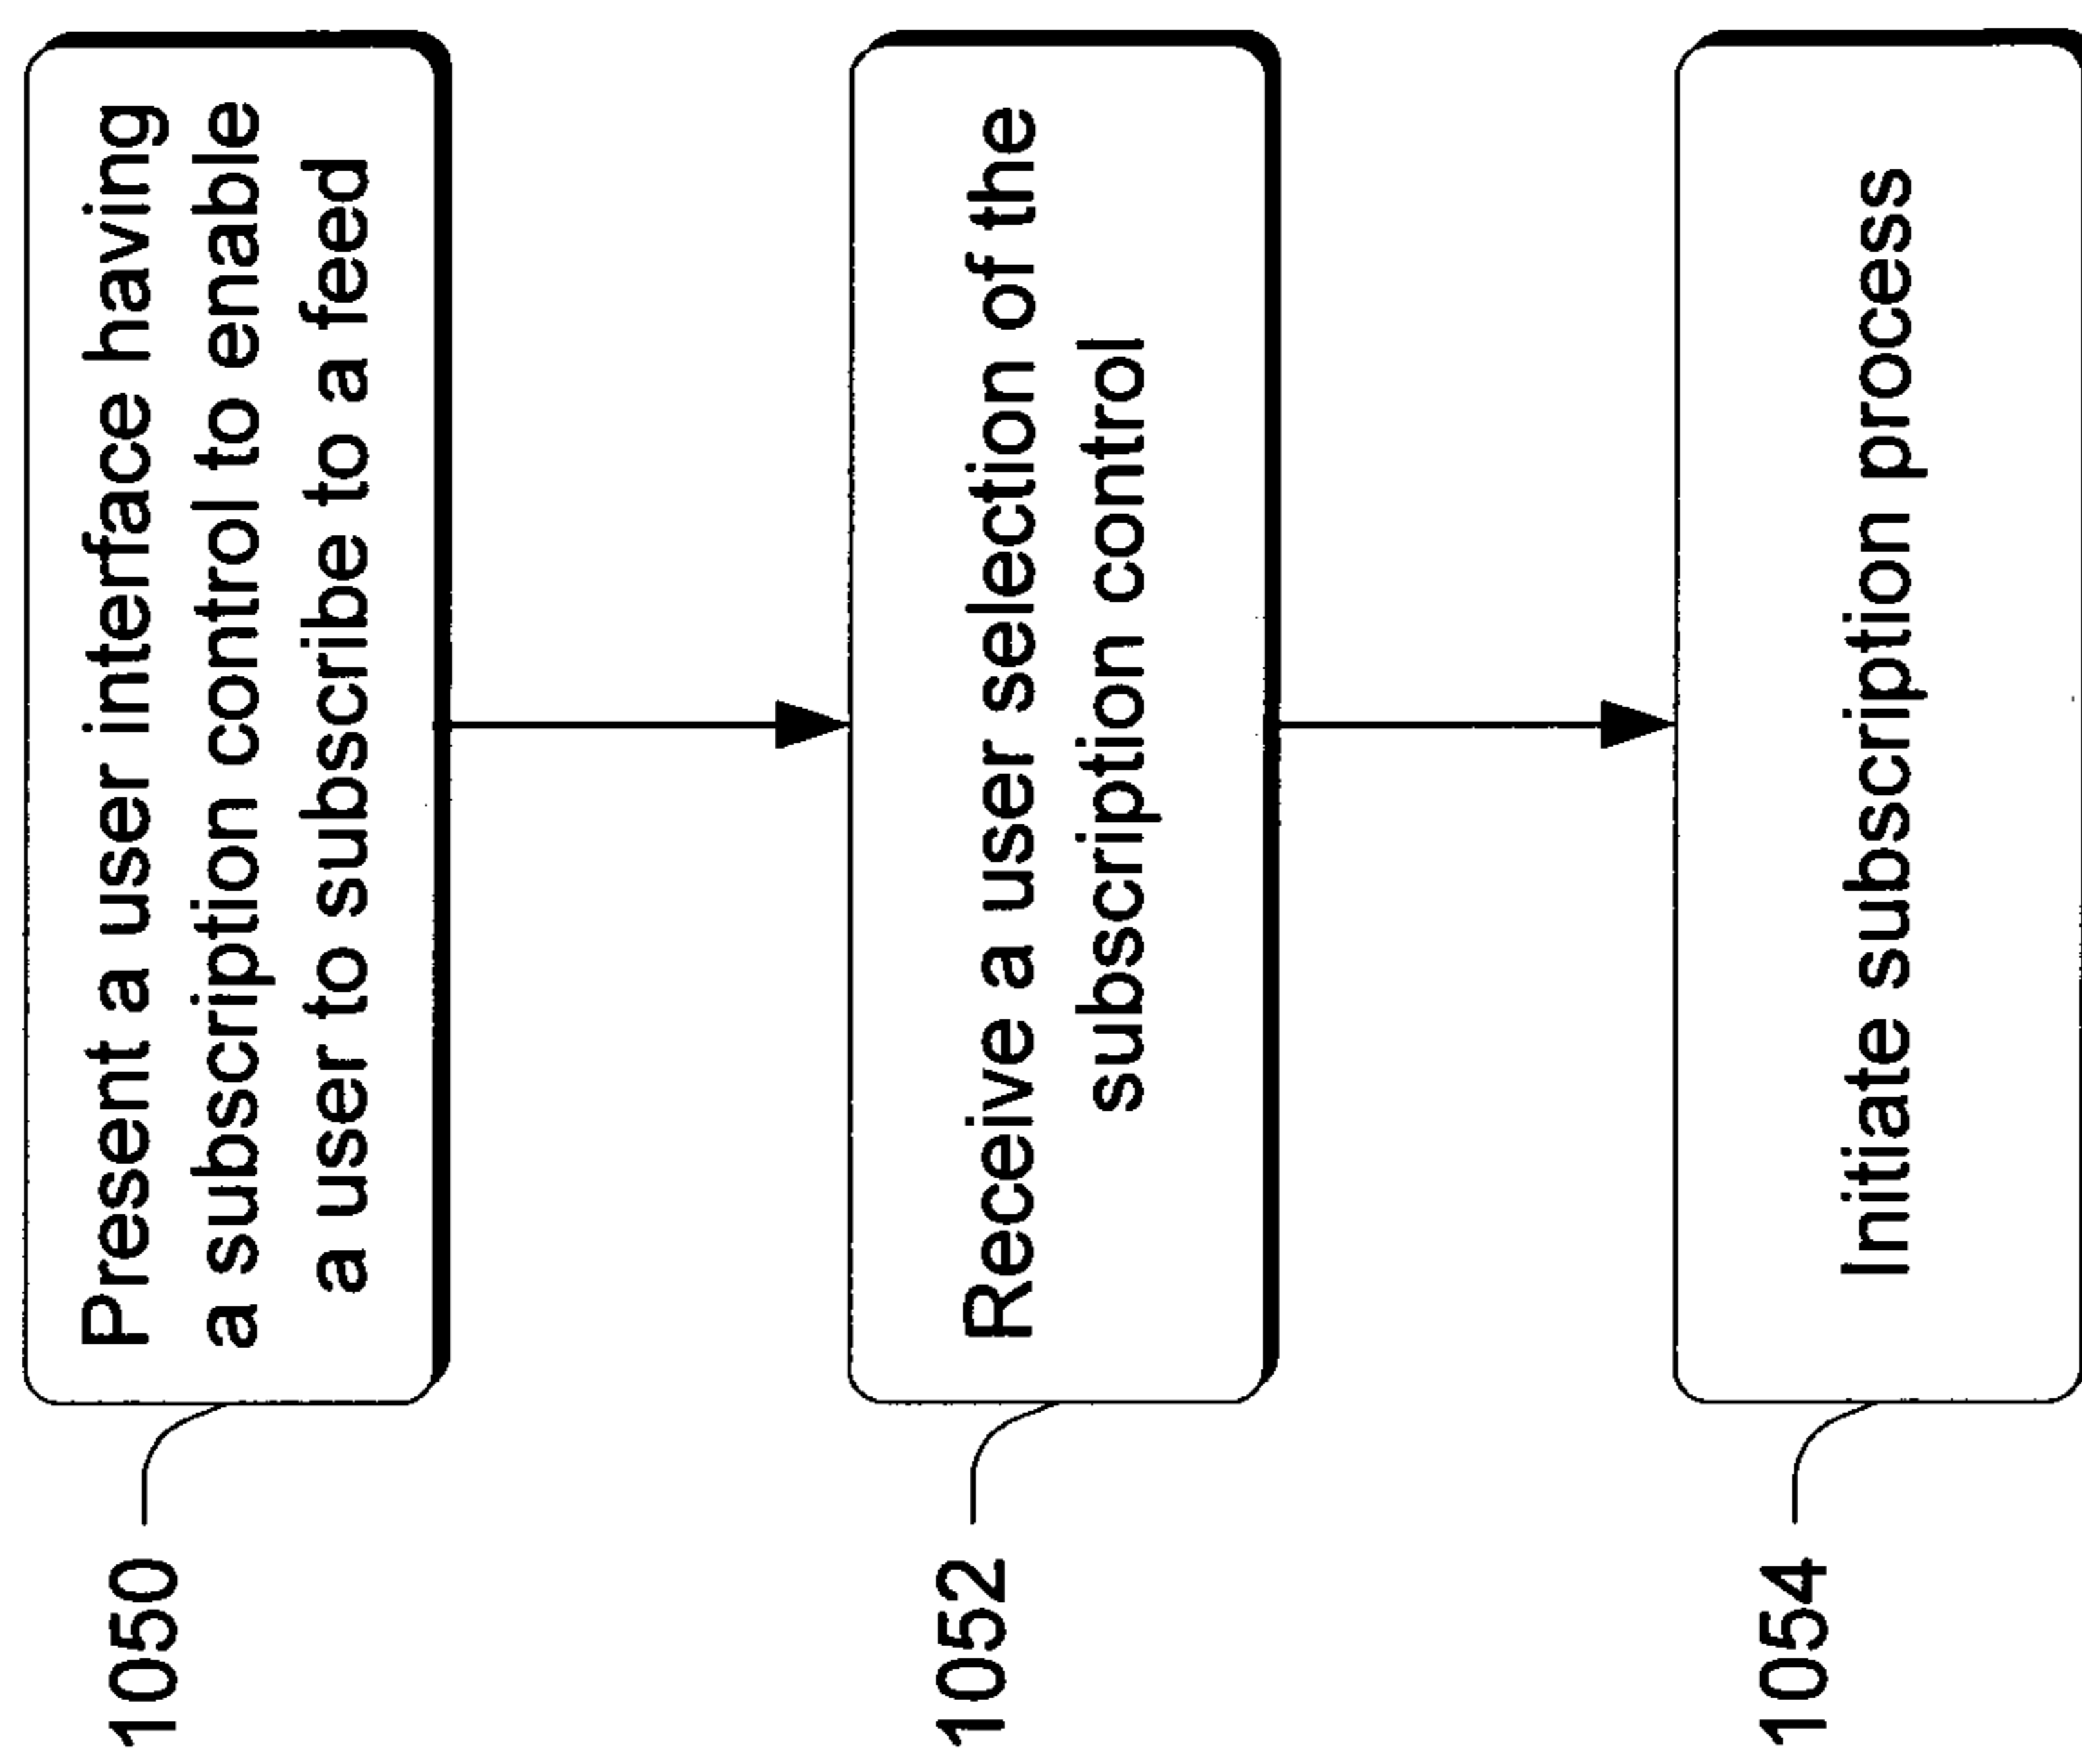 1050
Present a user interface having
a subscription control to enable
a user to subscribe to a feed
1052
Receive a user selection of the
subscription control
1054
Initiate subscription process